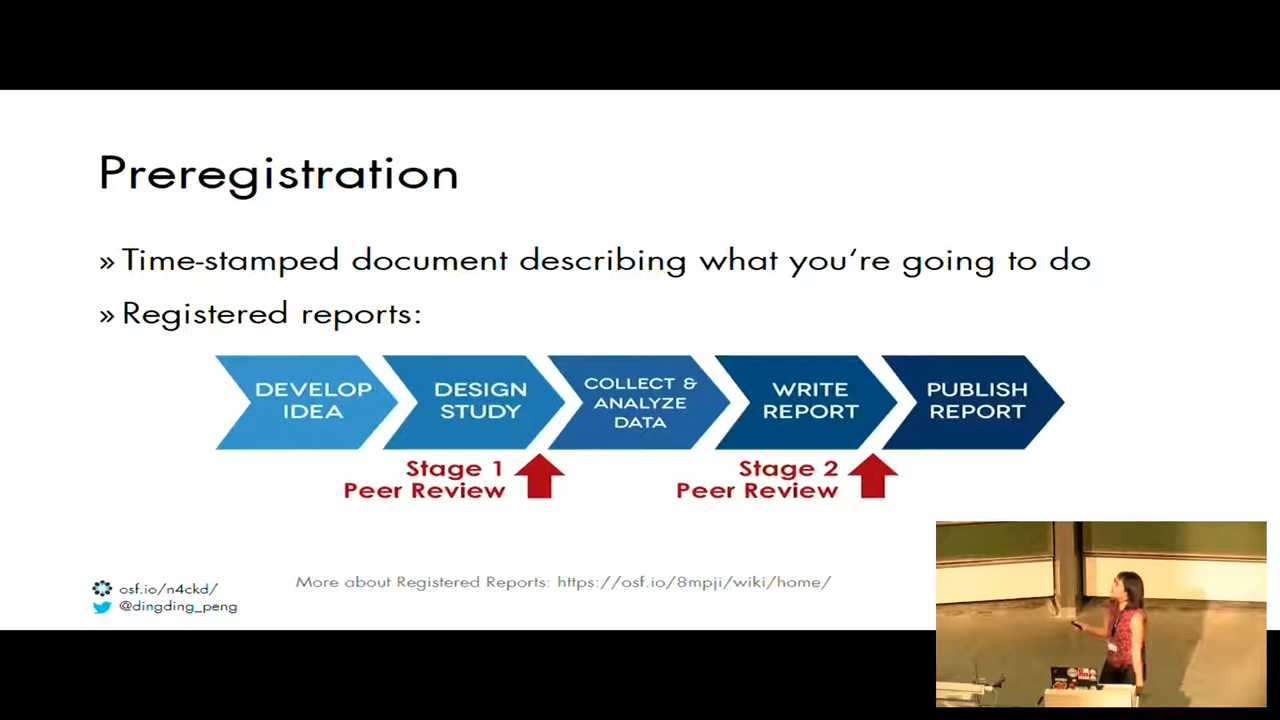 Preregistration
» Time-stamped document describing what you're going to do
» Registered reports:
DEVELOP
IDEA
DESIGN
STUDY
COLLECT &
ANALYZE
DATA
WRITE
REPORT
PUBLISH
REPORT
Stage 1
Peer Review
Stage 2
Peer Review
More about Registered Reports: https://osf.io/8mpji/wiki/home/
osf.io/n4ckd/
@dingding_peng